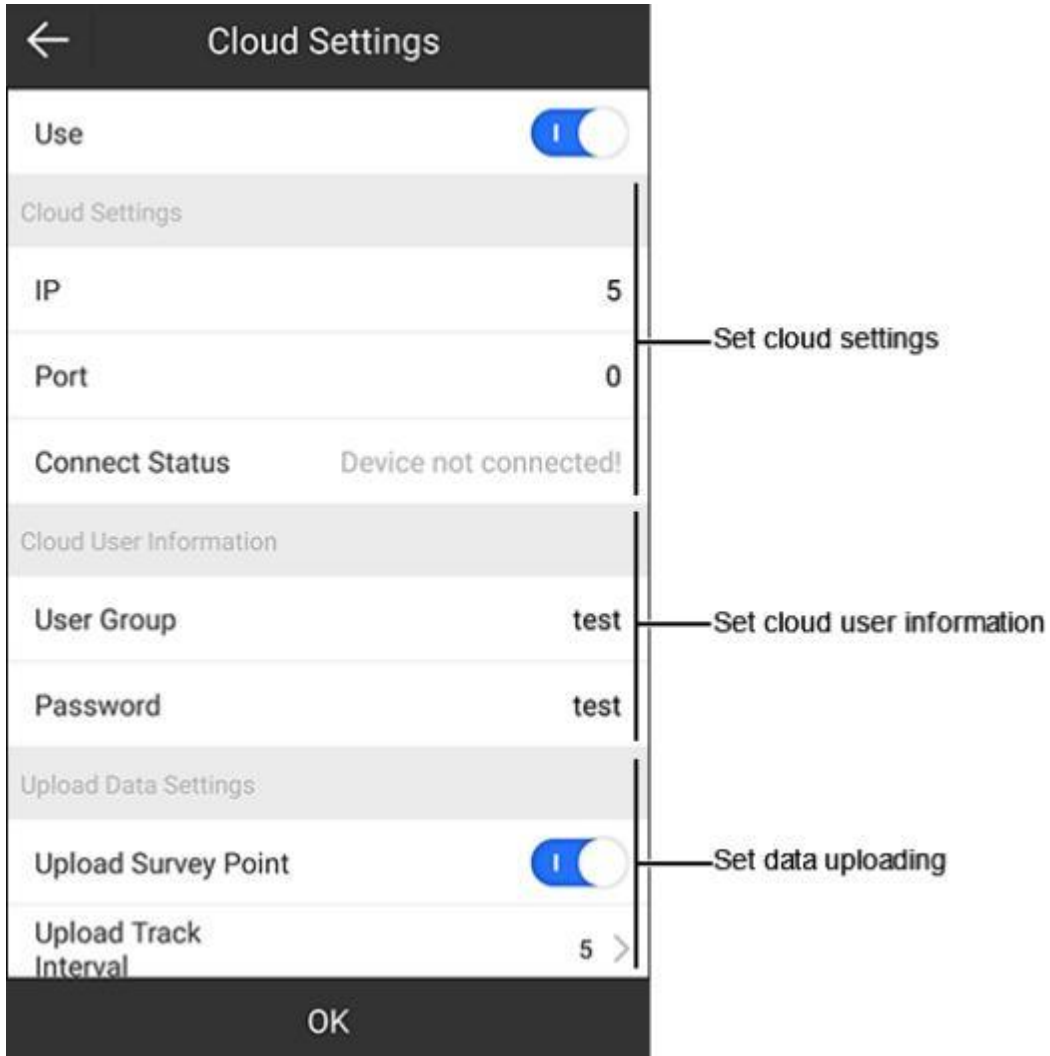 Cloud Settings
Use
Cloud Settings
IP 5
Port 0
Set cloud settings
Connect Status Device not connected!
Cloud User Information
User Group test
Set cloud user information
Password test
Upload Data Settings
Upload Survey Point
Set data uploading
Upload Track
Interval 5
OK